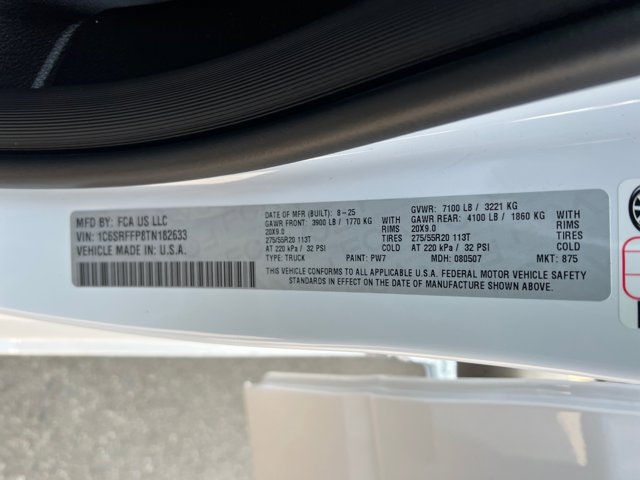 MFD BY: FCA US LLC
VIN: 1C6SRFFP8TN182633
VEHICLE MADE IN: U.S.A.
DATE OF MFR (BUILT): 8-25
GAWR FRONT: 3900 LB / 1770 KG WITH
20X9.0 RIMS
275/55R20 113T TIRES
AT 220 kPa / 32 PSI COLD
TYPE: TRUCK PAINT: PW7
GVWR: 7100 LB / 3221 KG
GAWR REAR: 4100 LB / 1860 KG WITH
20X9.0 RIMS
275/55R20 113T TIRES
AT 220 kPa / 32 PSI COLD
MDH: 080507 MKT: 875
THIS VEHICLE CONFORMS TO ALL APPLICABLE U.S.A. FEDERAL MOTOR VEHICLE SAFETY
STANDARDS IN EFFECT ON THE DATE OF MANUFACTURE SHOWN ABOVE.